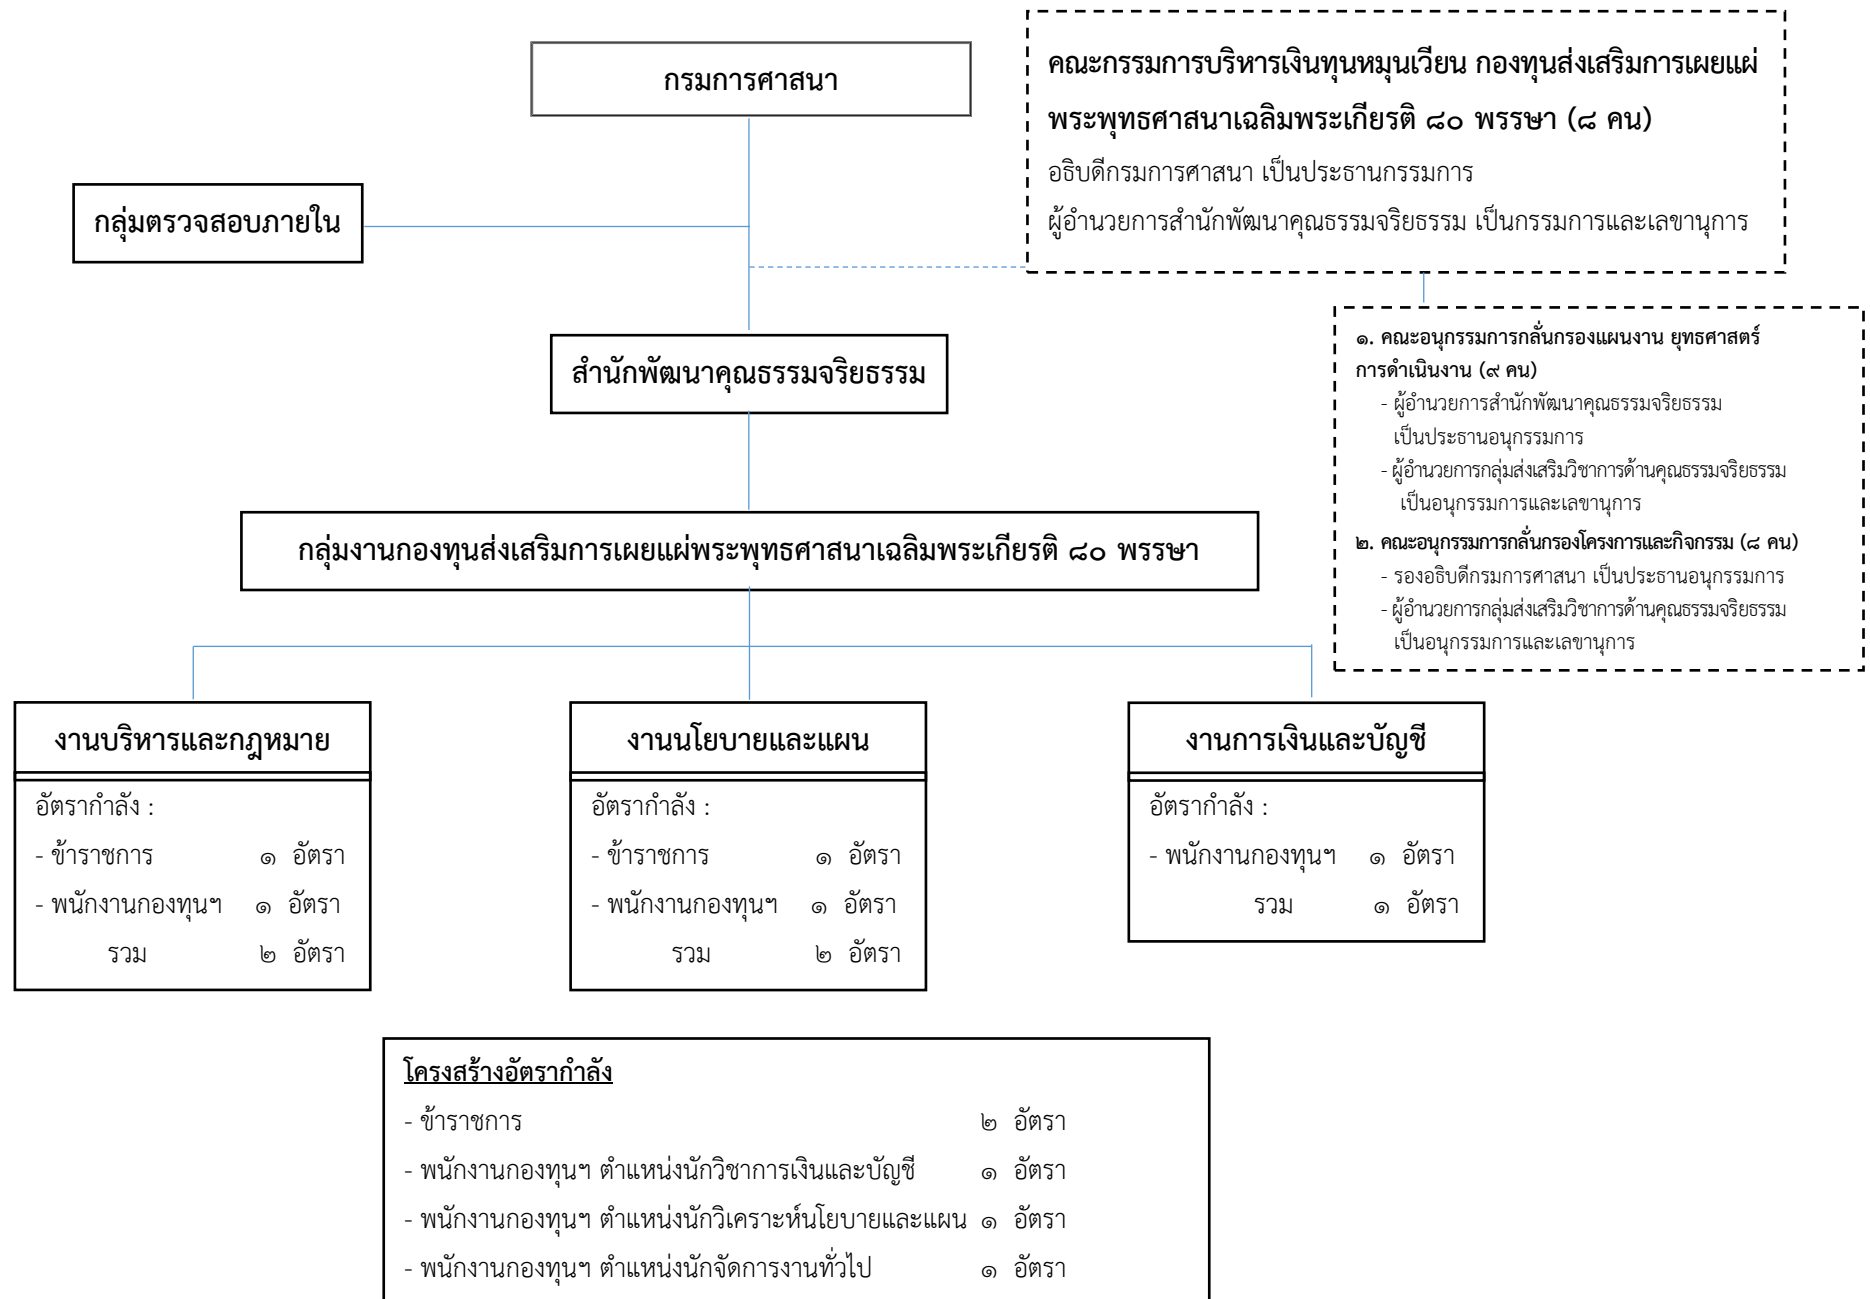 กรมการศาสนา
คณะกรรมการบริหารเงินทุนหมุนเวียน กองทุนส่งเสริมการเผยแผ่
พระพุทธศาสนาเฉลิมพระเกียรติ ๘๐ พรรษา (๘ คน)
อธิบดีกรมการศาสนา เป็นประธานกรรมการ
ผู้อำนวยการสำนักพัฒนาคุณธรรมจริยธรรม เป็นกรรมการและเลขานุการ
กลุ่มตรวจสอบภายใน
สำนักพัฒนาคุณธรรมจริยธรรม
๑. คณะอนุกรรมการกลั่นกรองแผนงาน ยุทธศาสตร์
การดำเนินงาน (๙ คน)
- ผู้อำนวยการสำนักพัฒนาคุณธรรมจริยธรรม
เป็นประธานอนุกรรมการ
- ผู้อำนวยการกลุ่มส่งเสริมวิชาการด้านคุณธรรมจริยธรรม
เป็นอนุกรรมการและเลขานุการ
๒. คณะอนุกรรมการกลั่นกรองโครงการและกิจกรรม (๘ คน)
- รองอธิบดีกรมการศาสนา เป็นประธานอนุกรรมการ
- ผู้อำนวยการกลุ่มส่งเสริมวิชาการด้านคุณธรรมจริยธรรม
เป็นอนุกรรมการและเลขานุการ
กลุ่มงานกองทุนส่งเสริมการเผยแผ่พระพุทธศาสนาเฉลิมพระเกียรติ ๘๐ พรรษา
งานบริหารและกฎหมาย
อัตรากำลัง :
- ข้าราชการ ๑ อัตรา
- พนักงานกองทุนฯ ๑ อัตรา
รวม ๒ อัตรา
งานนโยบายและแผน
อัตรากำลัง :
- ข้าราชการ ๑ อัตรา
- พนักงานกองทุนฯ ๑ อัตรา
รวม ๒ อัตรา
งานการเงินและบัญชี
อัตรากำลัง :
- พนักงานกองทุนฯ ๑ อัตรา
รวม ๑ อัตรา
โครงสร้างอัตรากำลัง
- ข้าราชการ ๒ อัตรา
- พนักงานกองทุนฯ ตำแหน่งนักวิชาการเงินและบัญชี ๑ อัตรา
- พนักงานกองทุนฯ ตำแหน่งนักวิเคราะห์นโยบายและแผน ๑ อัตรา
- พนักงานกองทุนฯ ตำแหน่งนักจัดการงานทั่วไป ๑ อัตรา